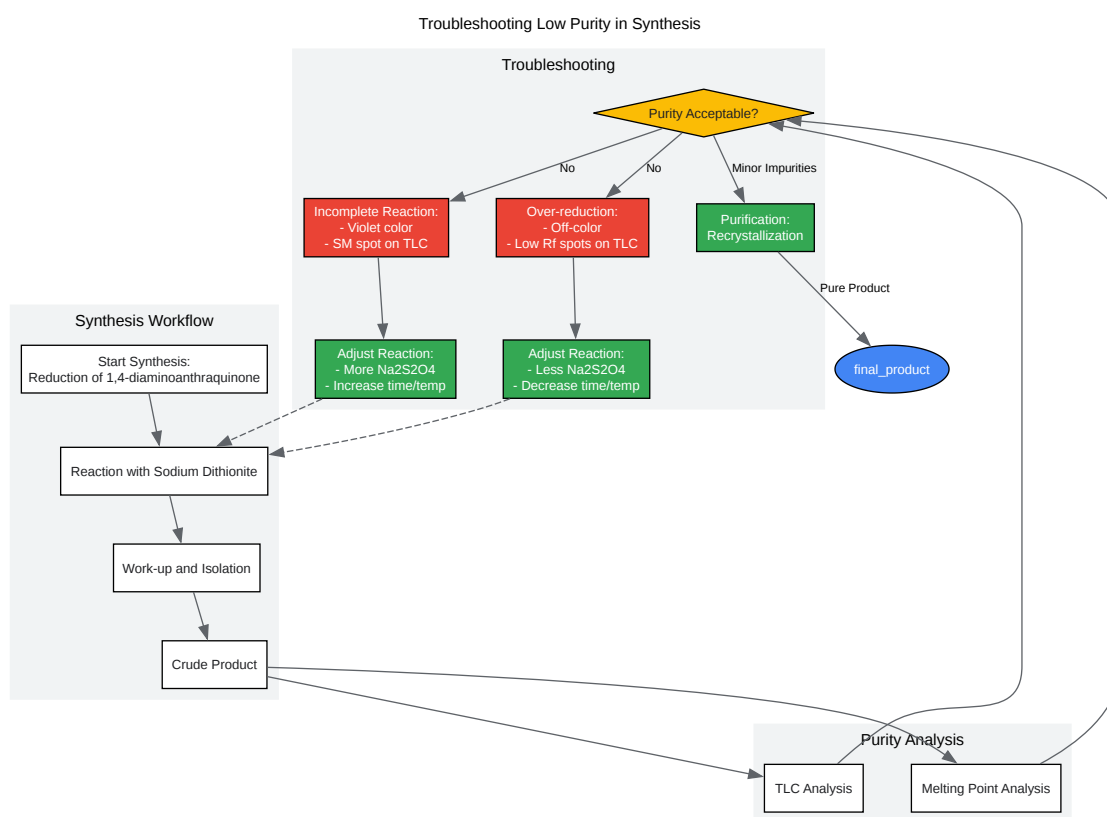 Troubleshooting Low Purity in Synthesis
Troubleshooting
Purity Acceptable?
No
No
Minor Impurities
Incomplete Reaction:
- Violet color
- SM spot on TLC
Over-reduction:
- Off-color
- Low Rf spots on TLC
Purification:
Recrystallization
Pure Product
Adjust Reaction:
- More Na2S2O4
- Increase time/temp
Adjust Reaction:
- Less Na2S2O4
- Decrease time/temp
final_product
Synthesis Workflow
Start Synthesis:
Reduction of 1,4-diaminoanthraquinone
Reaction with Sodium Dithionite
Work-up and Isolation
Crude Product
Purity Analysis
TLC Analysis
Melting Point Analysis